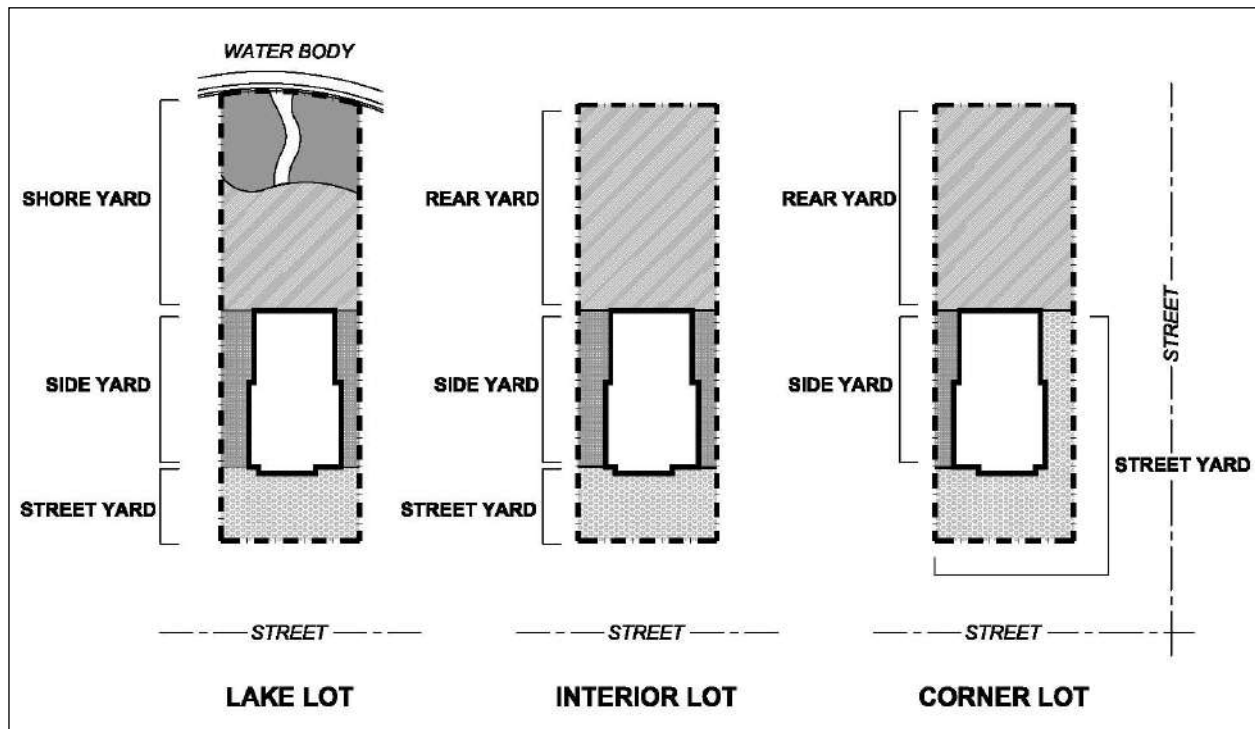 WATER BODY
SHORE YARD
REAR YARD
REAR YARD
STREET
SIDE YARD
SIDE YARD
SIDE YARD
STREET YARD
STREET YARD
STREET YARD
STREET
STREET
STREET
LAKE LOT
INTERIOR LOT
CORNER LOT